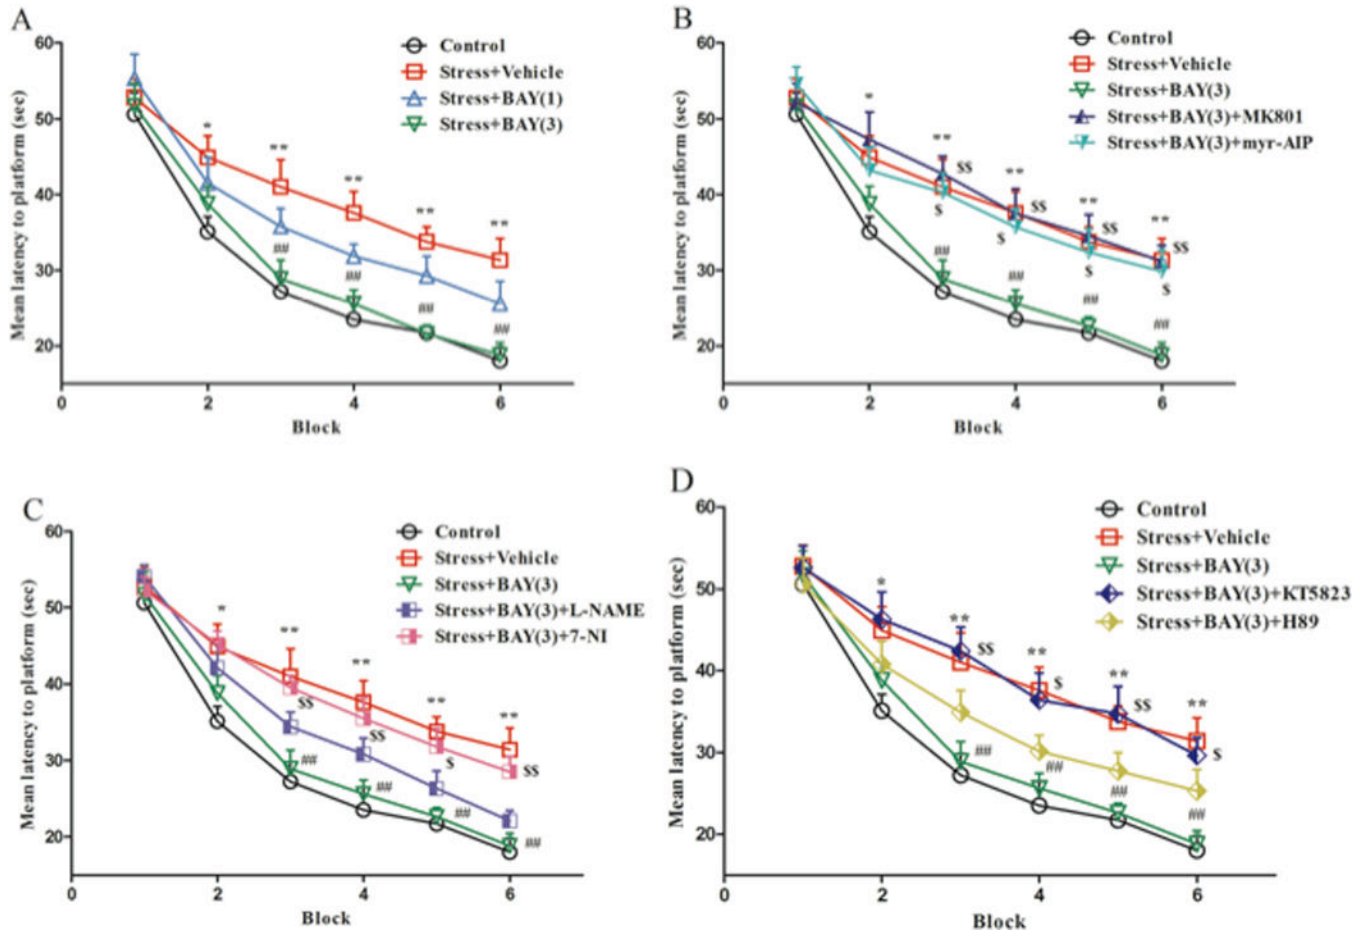 A
Mean latency to platform (sec)
60
50
40
30
20
0
2
4
6
Block
Control
Stress+Vehicle
Stress+BAY(1)
Stress+BAY(3)
*
**
**
**
**
##
##
##
##
B
Mean latency to platform (sec)
60
50
40
30
20
0
2
4
6
Block
Control
Stress+Vehicle
Stress+BAY(3)
Stress+BAY(3)+MK801
Stress+BAY(3)+myr-AIP
*
**
$$
**
$$
**
$$
**
$$
$
$
$
$
##
##
##
##
C
Mean latency to platform (sec)
60
50
40
30
20
0
2
4
6
Block
Control
Stress+Vehicle
Stress+BAY(3)
Stress+BAY(3)+L-NAME
Stress+BAY(3)+7-NI
*
**
**
**
**
$$
$$
$
$$
##
##
##
##
D
Mean latency to platform (sec)
60
50
40
30
20
0
2
4
6
Block
Control
Stress+Vehicle
Stress+BAY(3)
Stress+BAY(3)+KT5823
Stress+BAY(3)+H89
*
**
$$
**
$
**
$$
**
$
##
##
##
##